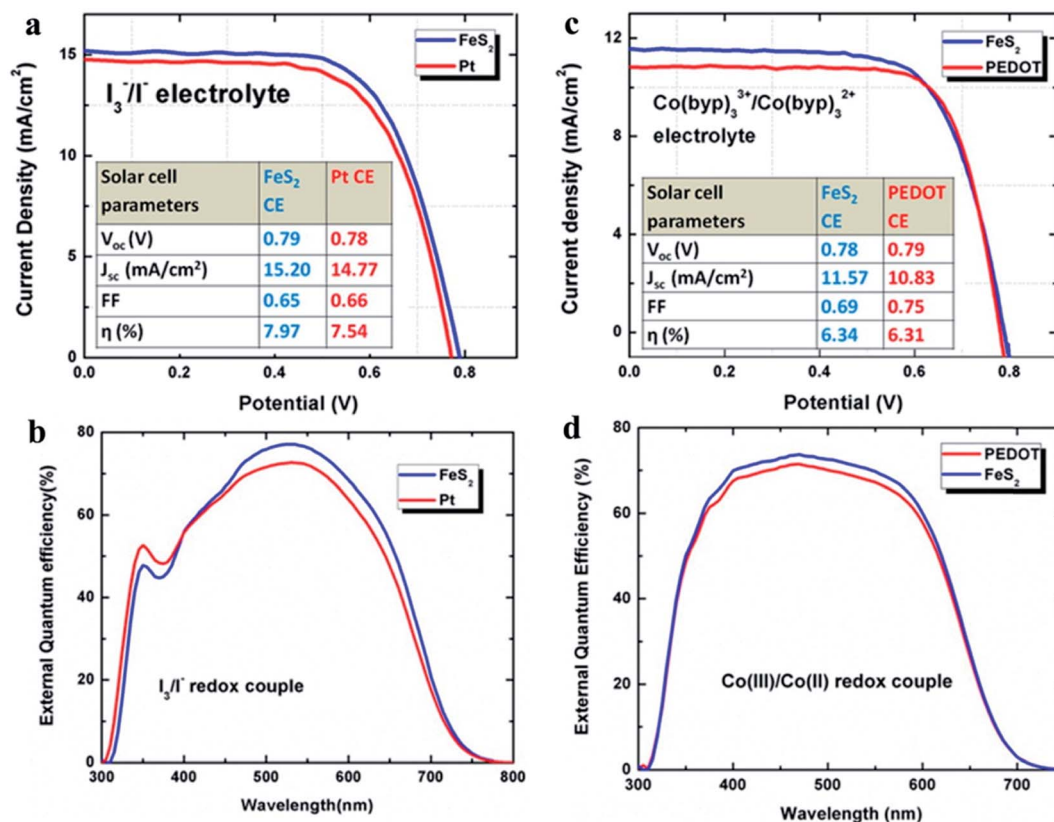 a
Current Density (mA/cm²)
15
10
5
0
FeS₂
Pt
I₃⁻/I⁻ electrolyte
Solar cell parameters FeS₂ CE Pt CE
V_oc (V) 0.79 0.78
J_sc (mA/cm²) 15.20 14.77
FF 0.65 0.66
η (%) 7.97 7.54
0.0 0.2 0.4 0.6 0.8
Potential (V)
c
Current density (mA/cm²)
12
8
4
0
FeS₂
PEDOT
Co(byp)₃³⁺/Co(byp)₃²⁺
electrolyte
Solar cell parameters FeS₂ CE PEDOT CE
V_oc (V) 0.78 0.79
J_sc (mA/cm²) 11.57 10.83
FF 0.69 0.75
η (%) 6.34 6.31
0.0 0.2 0.4 0.6 0.8
Potential (V)
b
External Quantum efficiency(%)
80
60
40
20
0
FeS₂
Pt
I₃⁻/I⁻ redox couple
300 400 500 600 700 800
Wavelength(nm)
d
External Quantum Efficiency (%)
80
60
40
20
0
PEDOT
FeS₂
Co(III)/Co(II) redox couple
300 400 500 600 700
Wavelength (nm)